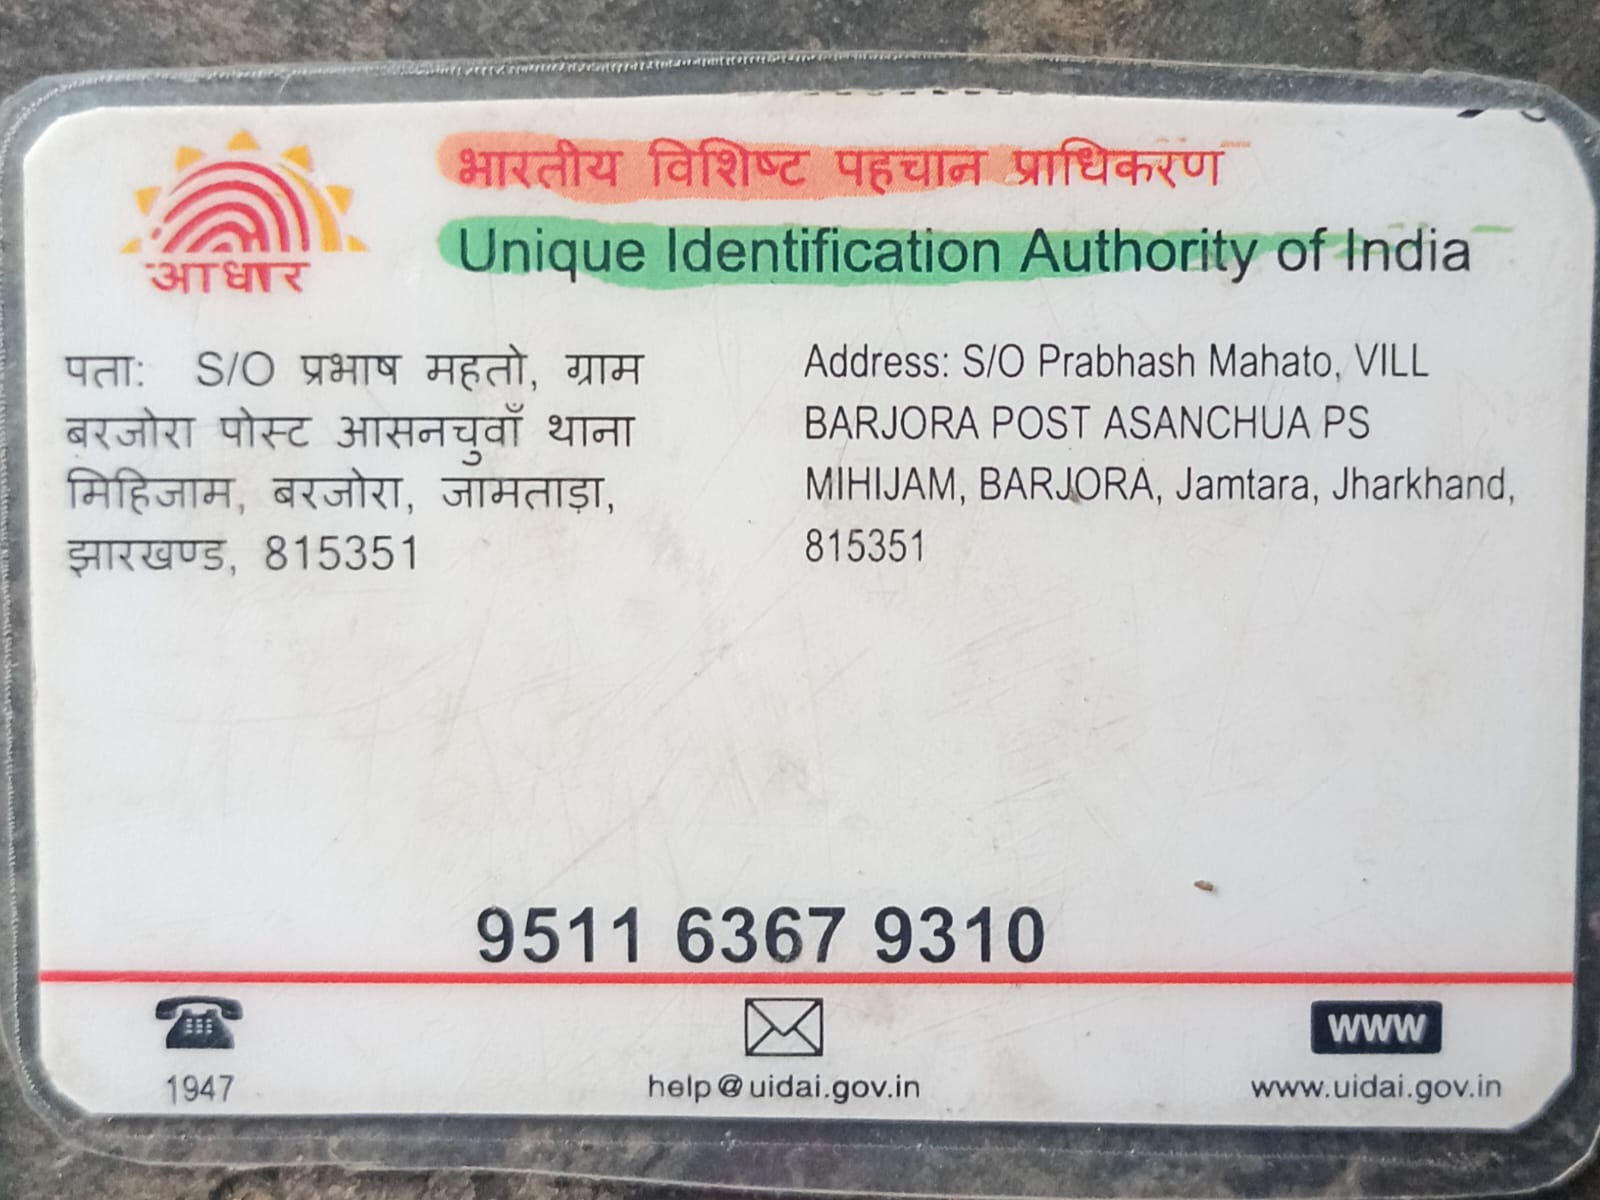 आधार
भारतीय विशिष्ट पहचान प्राधिकरण
Unique Identification Authority of India
पता: S/O प्रभाष महतो, ग्राम
बरजोरा पोस्ट आसनचुवाँ थाना
मिहिजाम, बरजोरा, जामताड़ा,
झारखण्ड, 815351
Address: S/O Prabhash Mahato, VILL
BARJORA POST ASANCHUA PS
MIHIJAM, BARJORA, Jamtara, Jharkhand,
815351
9511 6367 9310
1947
help@uidai.gov.in
www
www.uidai.gov.in